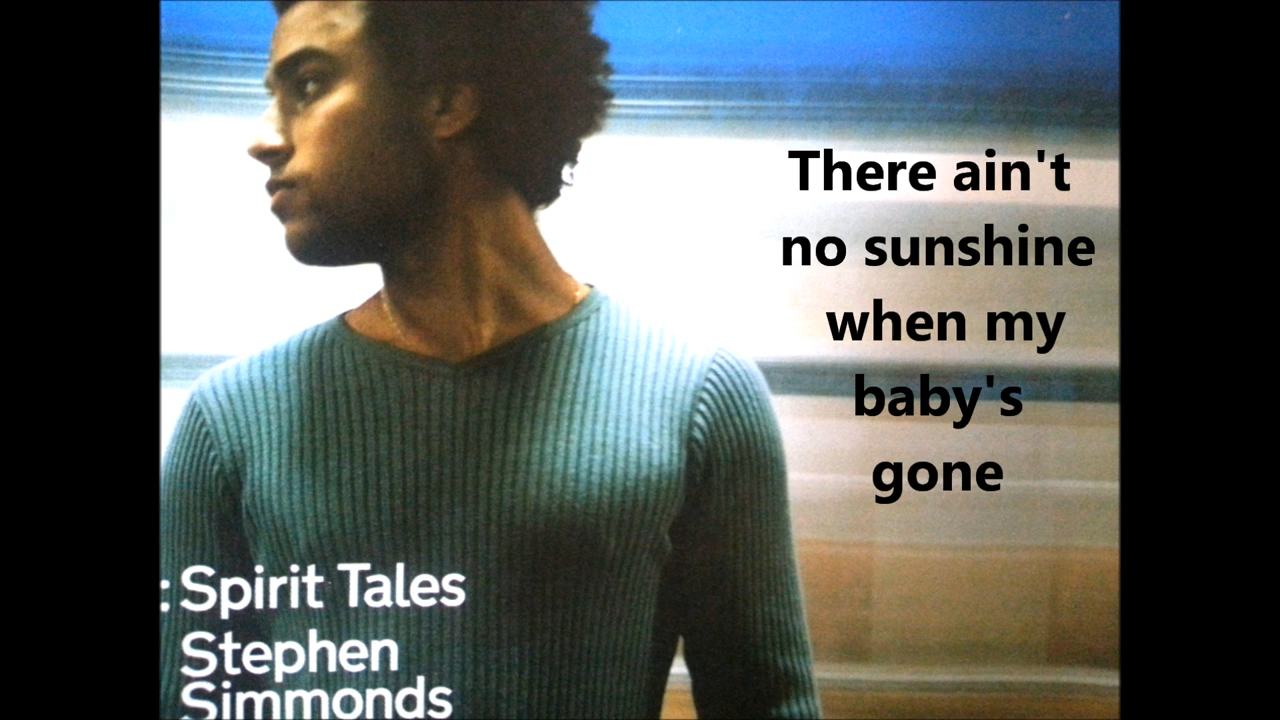 There ain't
no sunshine
when my
baby's
gone
: Spirit Tales
Stephen
Simmonds